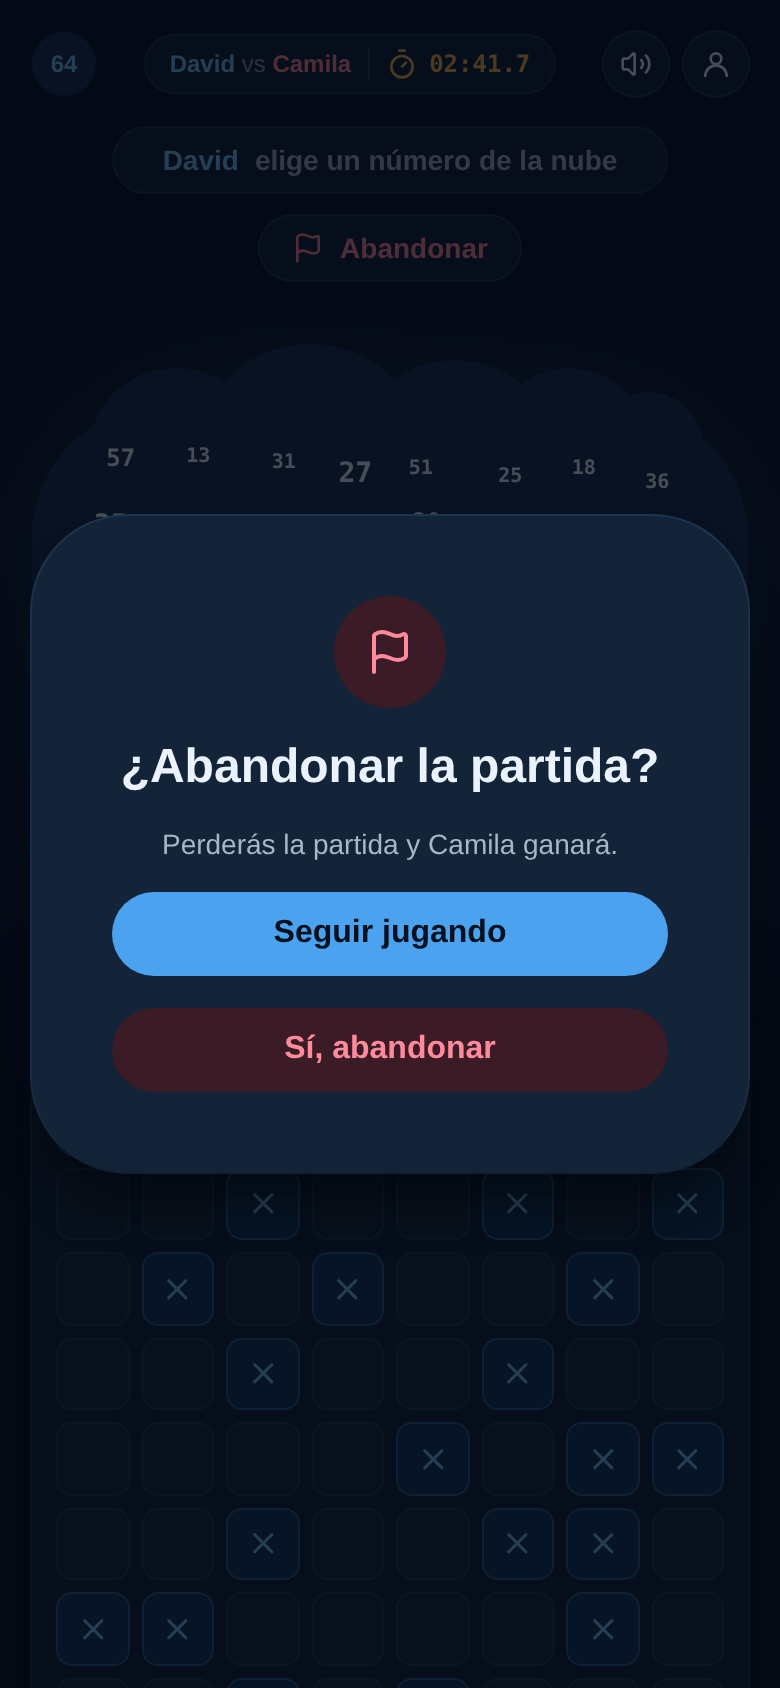 64
David vs Camila 02:41.7
David elige un número de la nube
Abandonar
57 13 31 27 51 25 18 36
¿Abandonar la partida?
Perderás la partida y Camila ganará.
Seguir jugando
Sí, abandonar